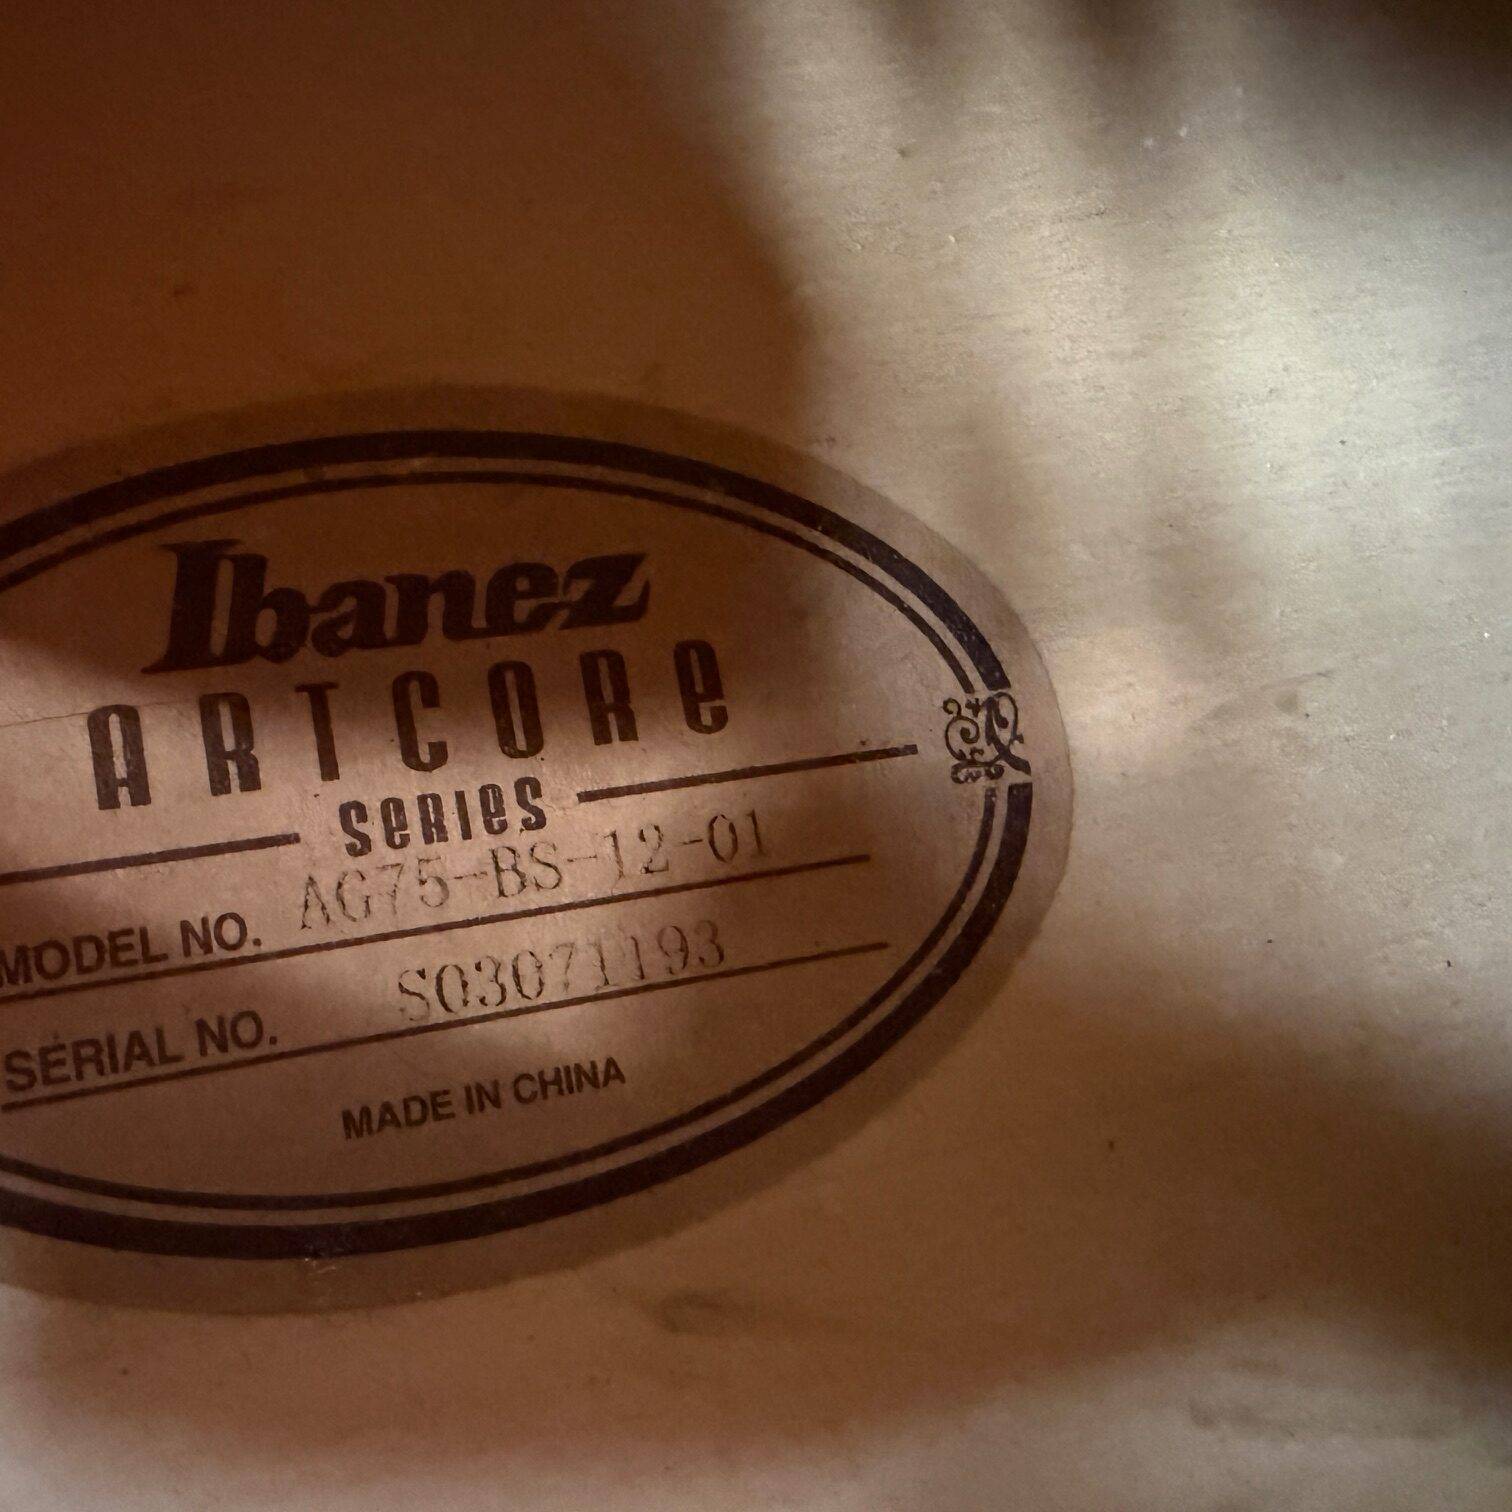 Ibanez
ARTCORE
SERIES
MODEL NO. AG75-BS-12-01
SERIAL NO. S03071193
MADE IN CHINA